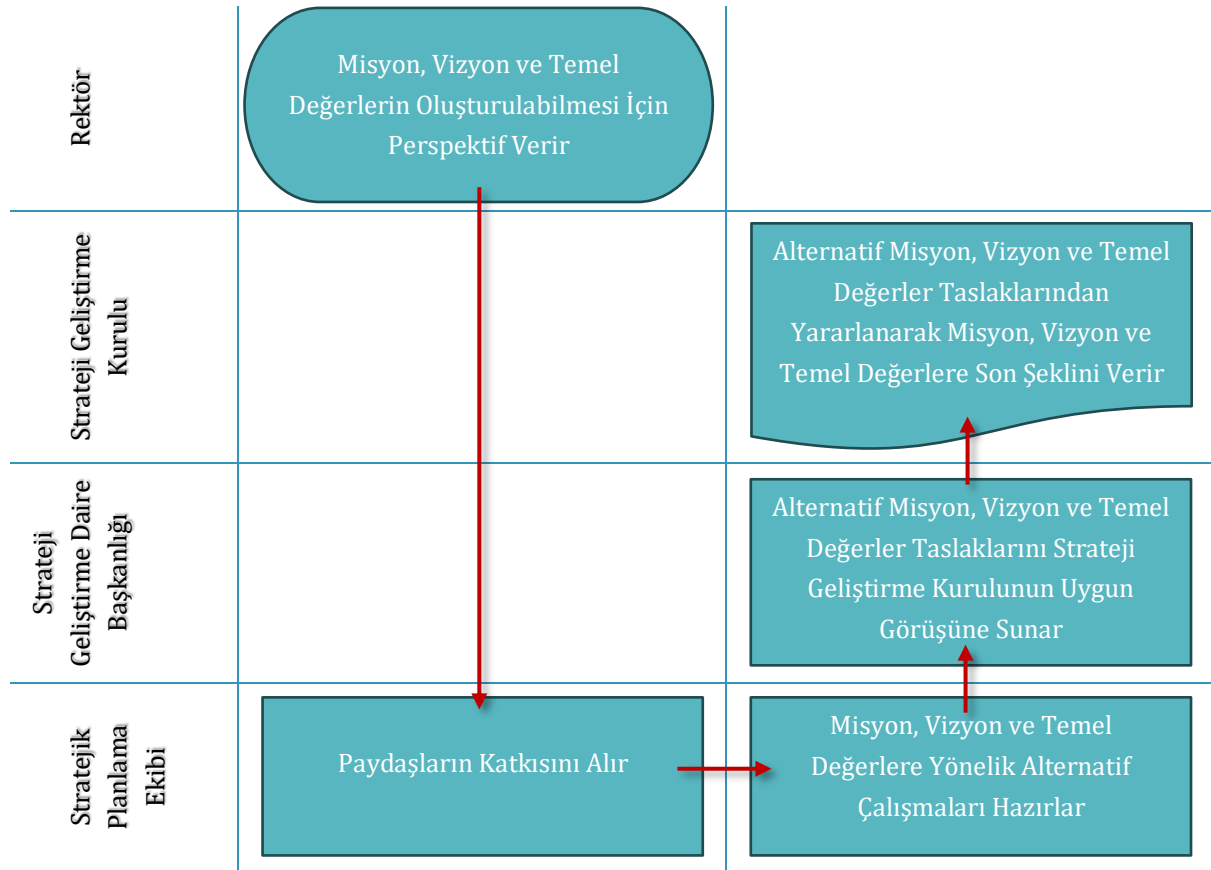 Rektör
Misyon, Vizyon ve Temel
Değerlerin Oluşturulabilmesi İçin
Perspektif Verir
Strateji Geliştirme
Kurulu
Alternatif Misyon, Vizyon ve Temel
Değerler Taslaklarından
Yararlanarak Misyon, Vizyon ve
Temel Değerlere Son Şeklini Verir
Strateji
Geliştirme Daire
Başkanlığı
Alternatif Misyon, Vizyon ve Temel
Değerler Taslaklarını Strateji
Geliştirme Kurulunun Uygun
Görüşüne Sunar
Stratejik
Planlama
Ekibi
Paydaşların Katkısını Alır
Misyon, Vizyon ve Temel
Değerlere Yönelik Alternatif
Çalışmaları Hazırlar